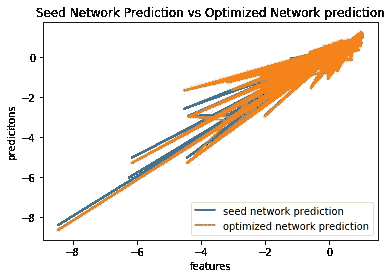 Seed Network Prediction vs Optimized Network prediction
predicitons
0
−2
−4
−6
−8
−8 −6 −4 −2 0
features
seed network prediction
optimized network prediction